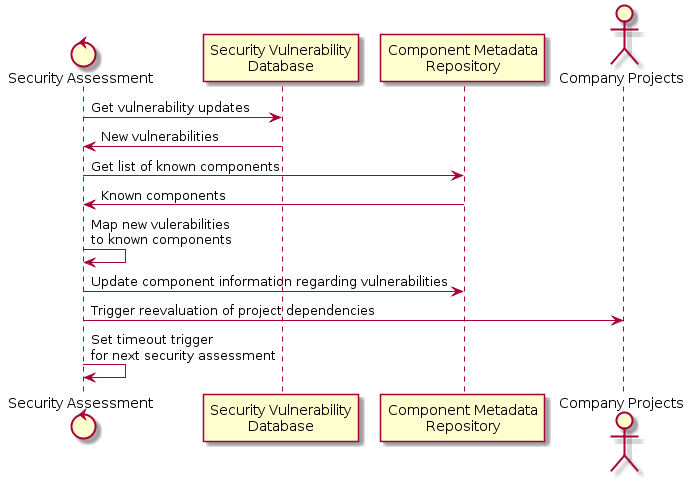 Security Assessment
Security Vulnerability
Database
Component Metadata
Repository
Company Projects
Get vulnerability updates
New vulnerabilities
Get list of known components
Known components
Map new vulerabilities
to known components
Update component information regarding vulnerabilities
Trigger reevaluation of project dependencies
Set timeout trigger
for next security assessment
Security Assessment
Security Vulnerability
Database
Component Metadata
Repository
Company Projects